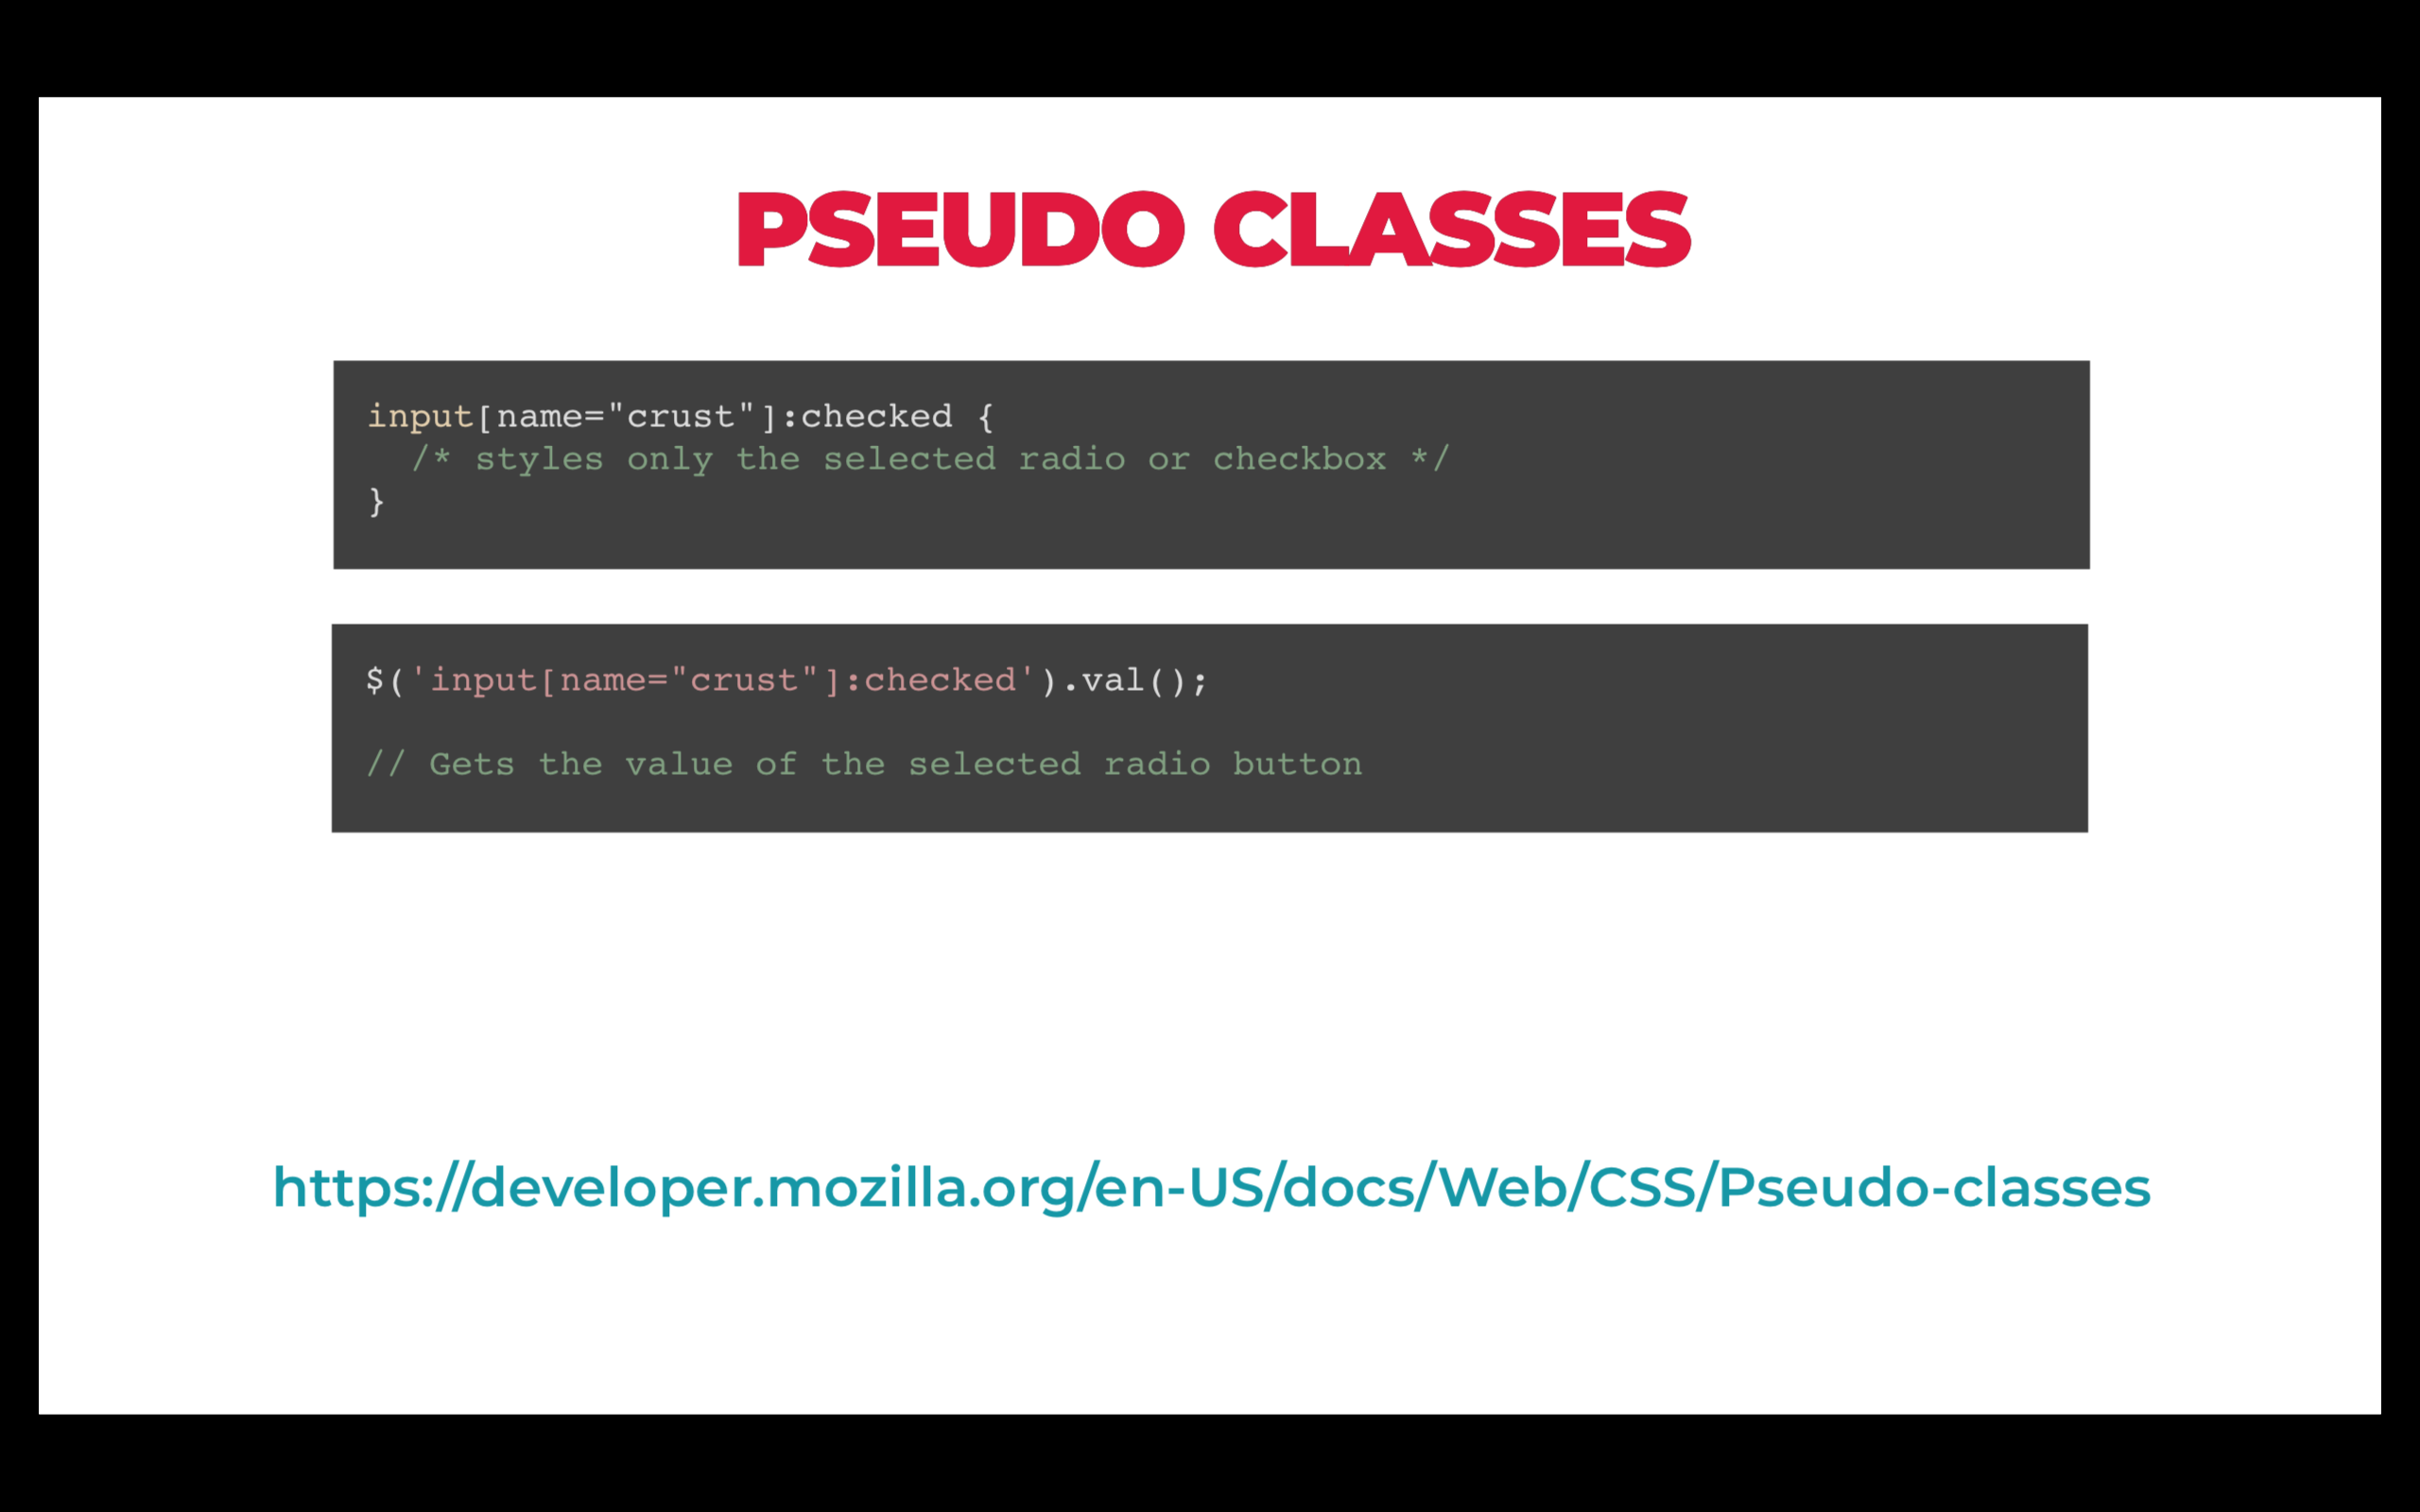 PSEUDO CLASSES
input[name="crust"]:checked {
  /* styles only the selected radio or checkbox */
}
$('input[name="crust"]:checked').val();
// Gets the value of the selected radio button
https://developer.mozilla.org/en-US/docs/Web/CSS/Pseudo-classes